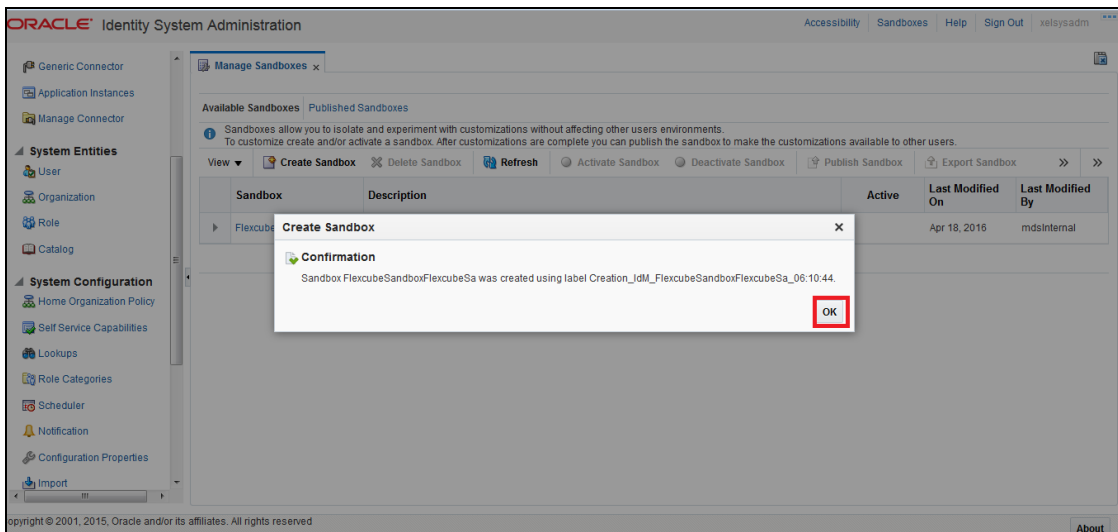 ORACLE® Identity System Administration
Accessibility Sandboxes Help Sign Out xelsysadm
Generic Connector
Application Instances
Manage Connector
System Entities
User
Organization
Role
Catalog
System Configuration
Home Organization Policy
Self Service Capabilities
Lookups
Role Categories
Scheduler
Notification
Configuration Properties
Import
Manage Sandboxes
Available Sandboxes Published Sandboxes
Sandboxes allow you to isolate and experiment with customizations without affecting other users environments.
To customize create and/or activate a sandbox. After customizations are complete you can publish the sandbox to make the customizations available to other users.
View Create Sandbox Delete Sandbox Refresh Activate Sandbox Deactivate Sandbox Publish Sandbox Export Sandbox
Sandbox Description Active Last Modified On Last Modified By
Flexcube Apr 18, 2016 mdsInternal
Create Sandbox
Confirmation
Sandbox FlexcubeSandboxFlexcubeSa was created using label Creation_IdM_FlexcubeSandboxFlexcubeSa_06:10:44.
OK
opyright © 2001, 2015, Oracle and/or its affiliates. All rights reserved
About